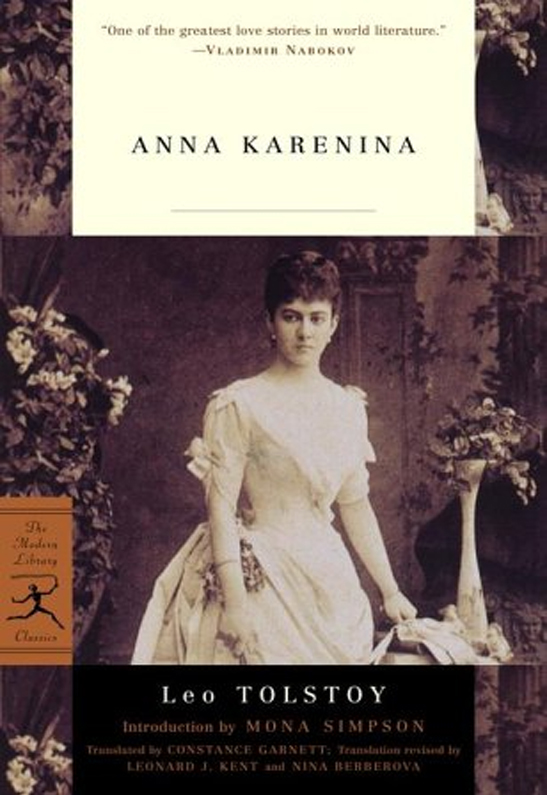 “One of the greatest love stories in world literature.”
—VLADIMIR NABOKOV
ANNA KARENINA
The
Modern
Library
Classics
Leo TOLSTOY
Introduction by MONA SIMPSON
Translated by CONSTANCE GARNETT; Translation revised by
LEONARD J. KENT and NINA BERBEROVA